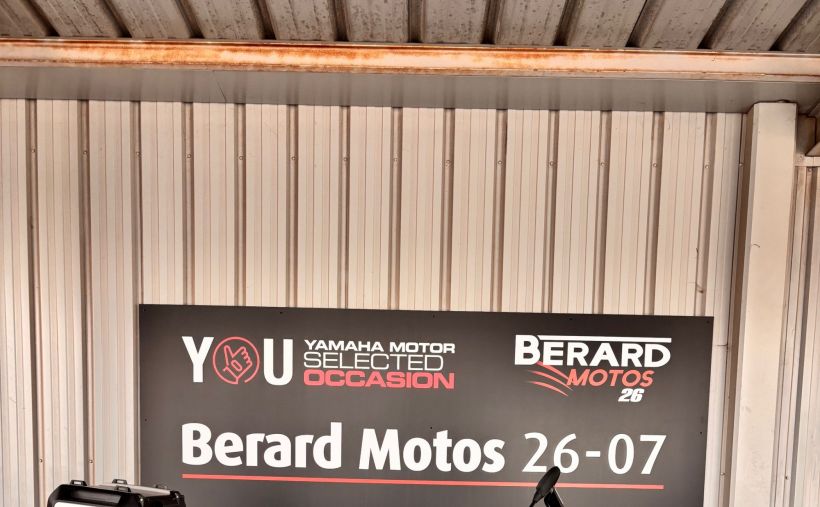 YOU YAMAHA MOTOR
SELECTED
OCCASION
BERARD
MOTOS
26
Berard Motos 26-07